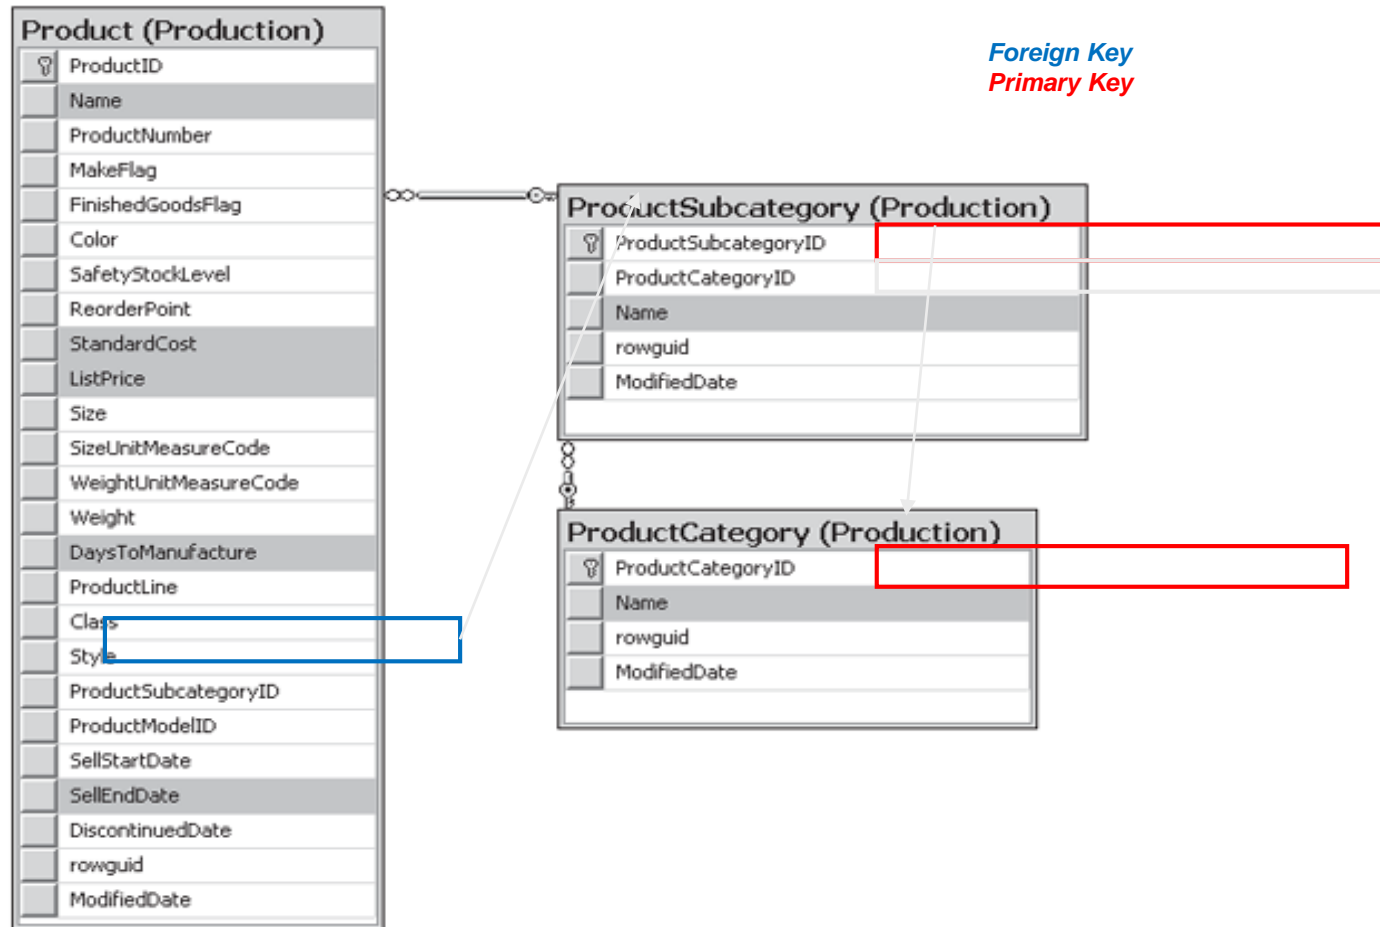 Product (Production)
ProductID
Name
ProductNumber
MakeFlag
FinishedGoodsFlag
Color
SafetyStockLevel
ReorderPoint
StandardCost
ListPrice
Size
SizeUnitMeasureCode
WeightUnitMeasureCode
Weight
DaysToManufacture
ProductLine
Class
Style
ProductSubcategoryID
ProductModelID
SellStartDate
SellEndDate
DiscontinuedDate
rowguid
ModifiedDate
Foreign Key
Primary Key
ProductSubcategory (Production)
ProductSubcategoryID
ProductCategoryID
Name
rowguid
ModifiedDate
ProductCategory (Production)
ProductCategoryID
Name
rowguid
ModifiedDate